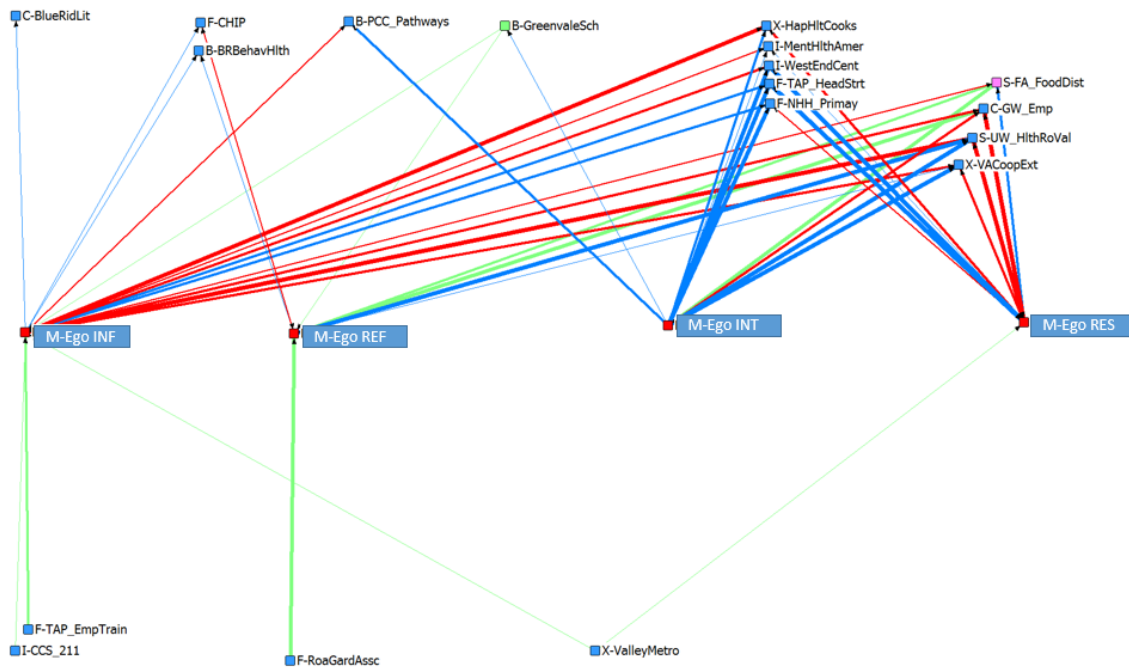 C-BlueRidLit
F-CHIP
B-PCC_Pathways
B-GreenvaleSch
X-HapHltCooks
I-MentHlthAmer
B-BRBehavHlth
I-WestEndCent
F-TAP_HeadStrt
S-FA_FoodDist
F-NHH_Primay
C-GW_Emp
S-UW_HlthRoVal
X-VACoopExt
M-Ego INF
M-Ego REF
M-Ego INT
M-Ego RES
F-TAP_EmpTrain
I-CCS_211
F-RoaGardAssc
X-ValleyMetro